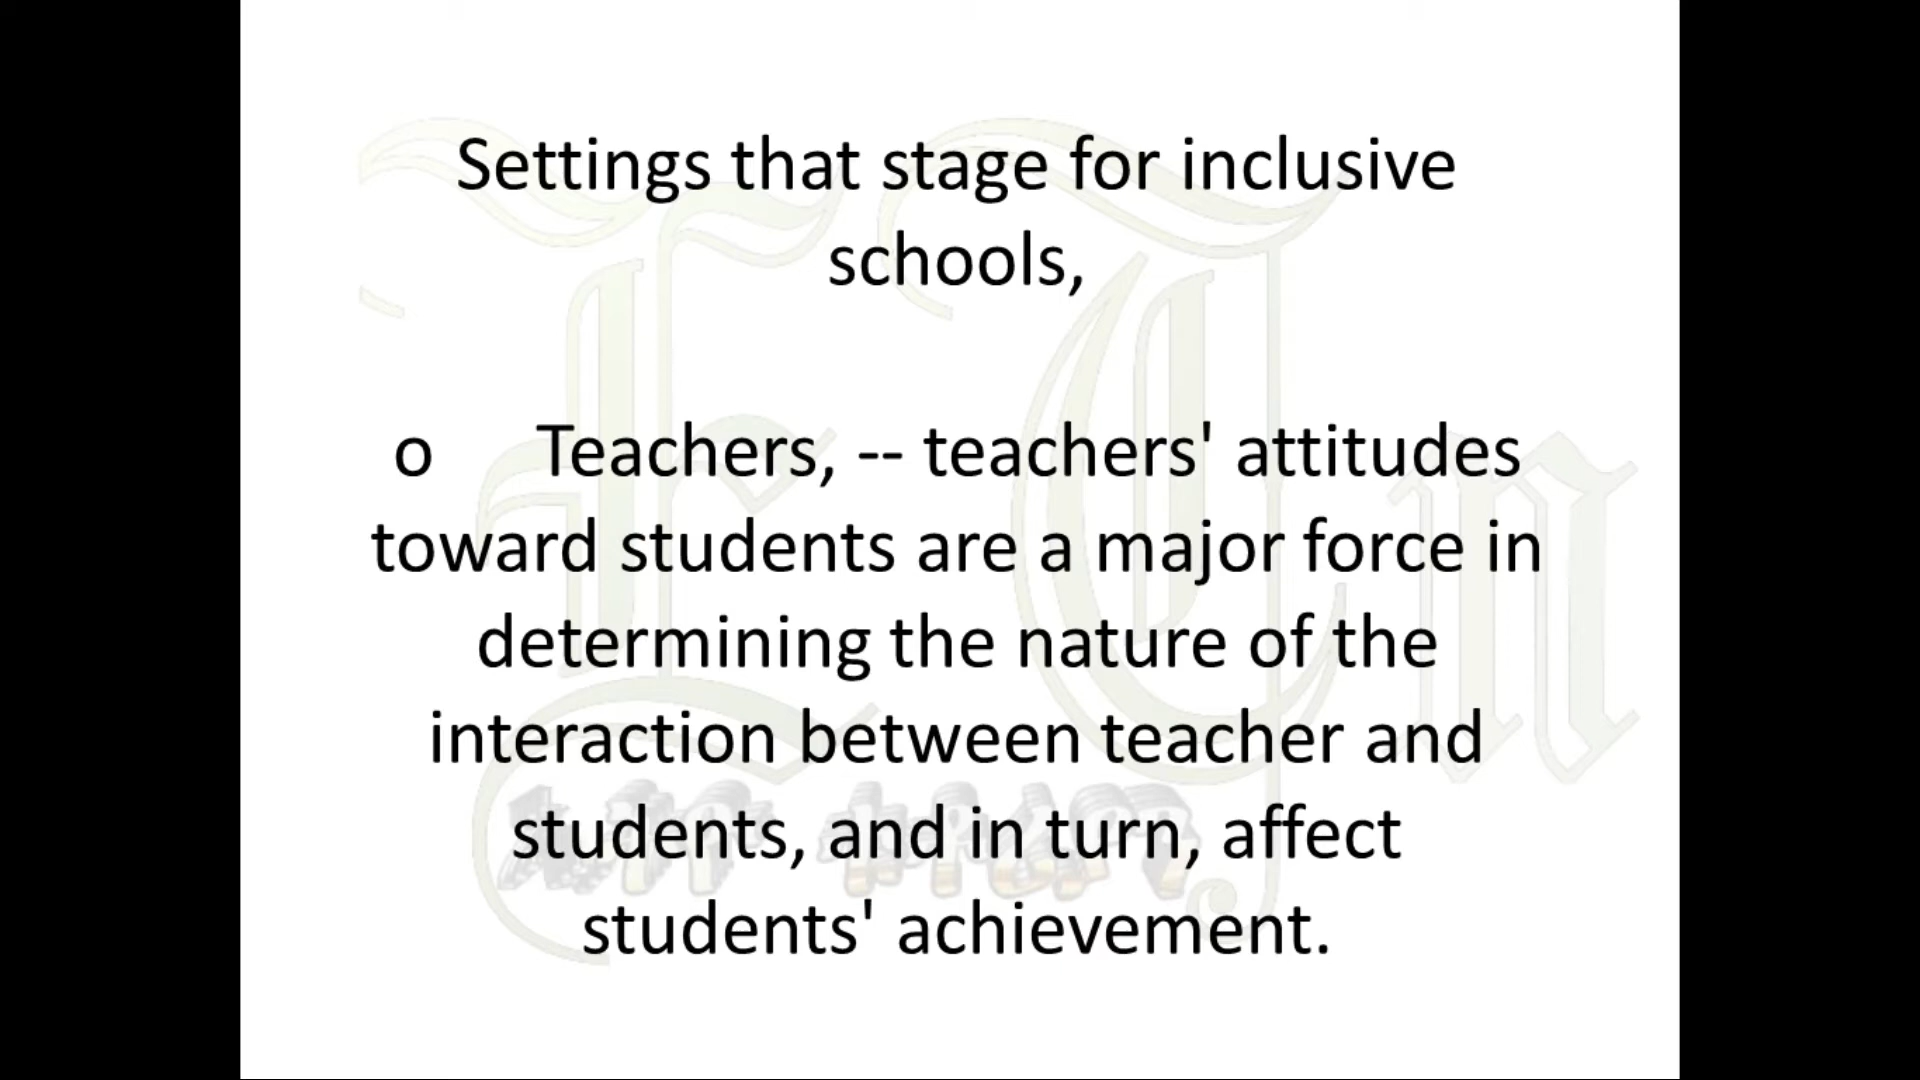 Settings that stage for inclusive
schools,
o Teachers, -- teachers' attitudes
toward students are a major force in
determining the nature of the
interaction between teacher and
students, and in turn, affect
students' achievement.